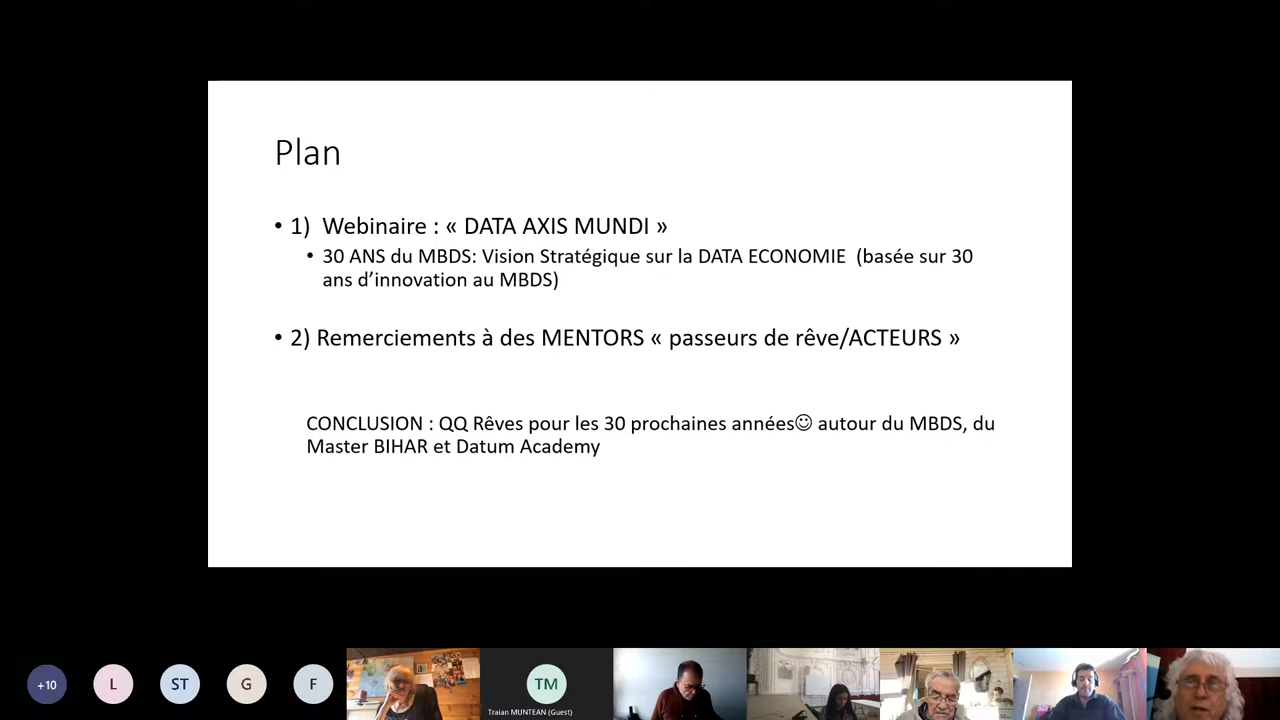 Plan
• 1) Webinaire : « DATA AXIS MUNDI »
• 30 ANS du MBDS: Vision Stratégique sur la DATA ECONOMIE (basée sur 30
ans d’innovation au MBDS)
• 2) Remerciements à des MENTORS « passeurs de rêve/ACTEURS »
CONCLUSION : QQ Rêves pour les 30 prochaines années☺ autour du MBDS, du
Master BIHAR et Datum Academy
+10
L
ST
G
F
TM
Traian MUNTEAN (Guest)